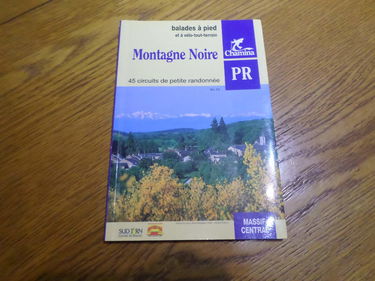 balades à pied
et à vélo-tout-terrain
Montagne Noire
Chamina
45 circuits de petite randonnée
PR
MASSIF
CENTRAL